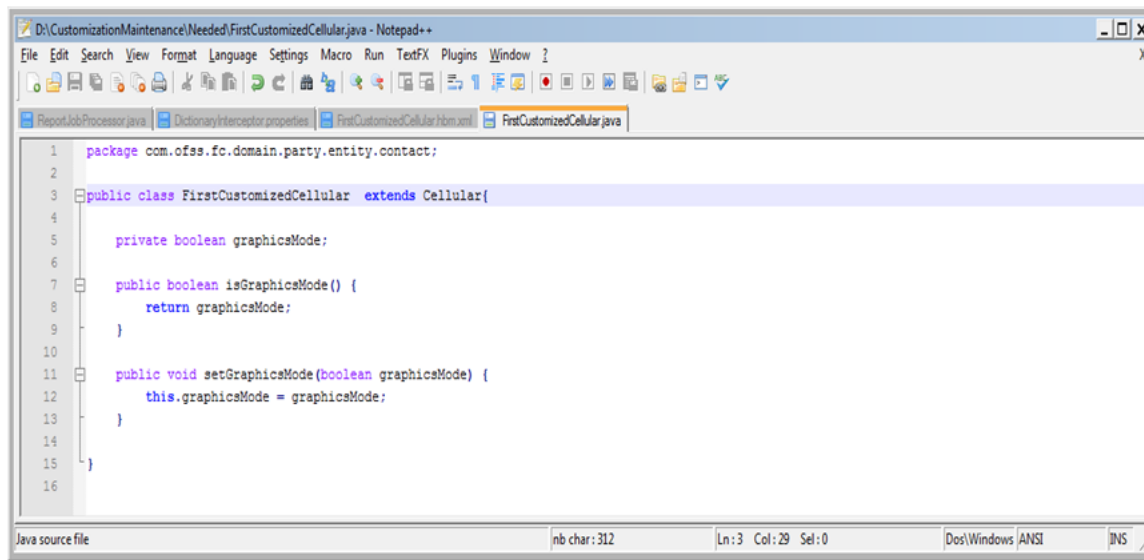 D:\CustomizationMaintenance\Needed\FirstCustomizedCellular.java - Notepad++
File Edit Search View Format Language Settings Macro Run TextFX Plugins Window ?
ReportJobProcessor.java DictionaryInterceptor.properties FirstCustomizedCellular.hbm.xml FirstCustomizedCellular.java
1 package com.ofss.fc.domain.party.entity.contact;
2
3 public class FirstCustomizedCellular  extends Cellular{
4
5 private boolean graphicsMode;
6
7 public boolean isGraphicsMode() {
8 return graphicsMode;
9 }
10
11 public void setGraphicsMode(boolean graphicsMode) {
12 this.graphicsMode = graphicsMode;
13 }
14
15 }
16
Java source file nb char : 312 Ln : 3 Col : 29 Sel : 0 Dos\Windows ANSI INS